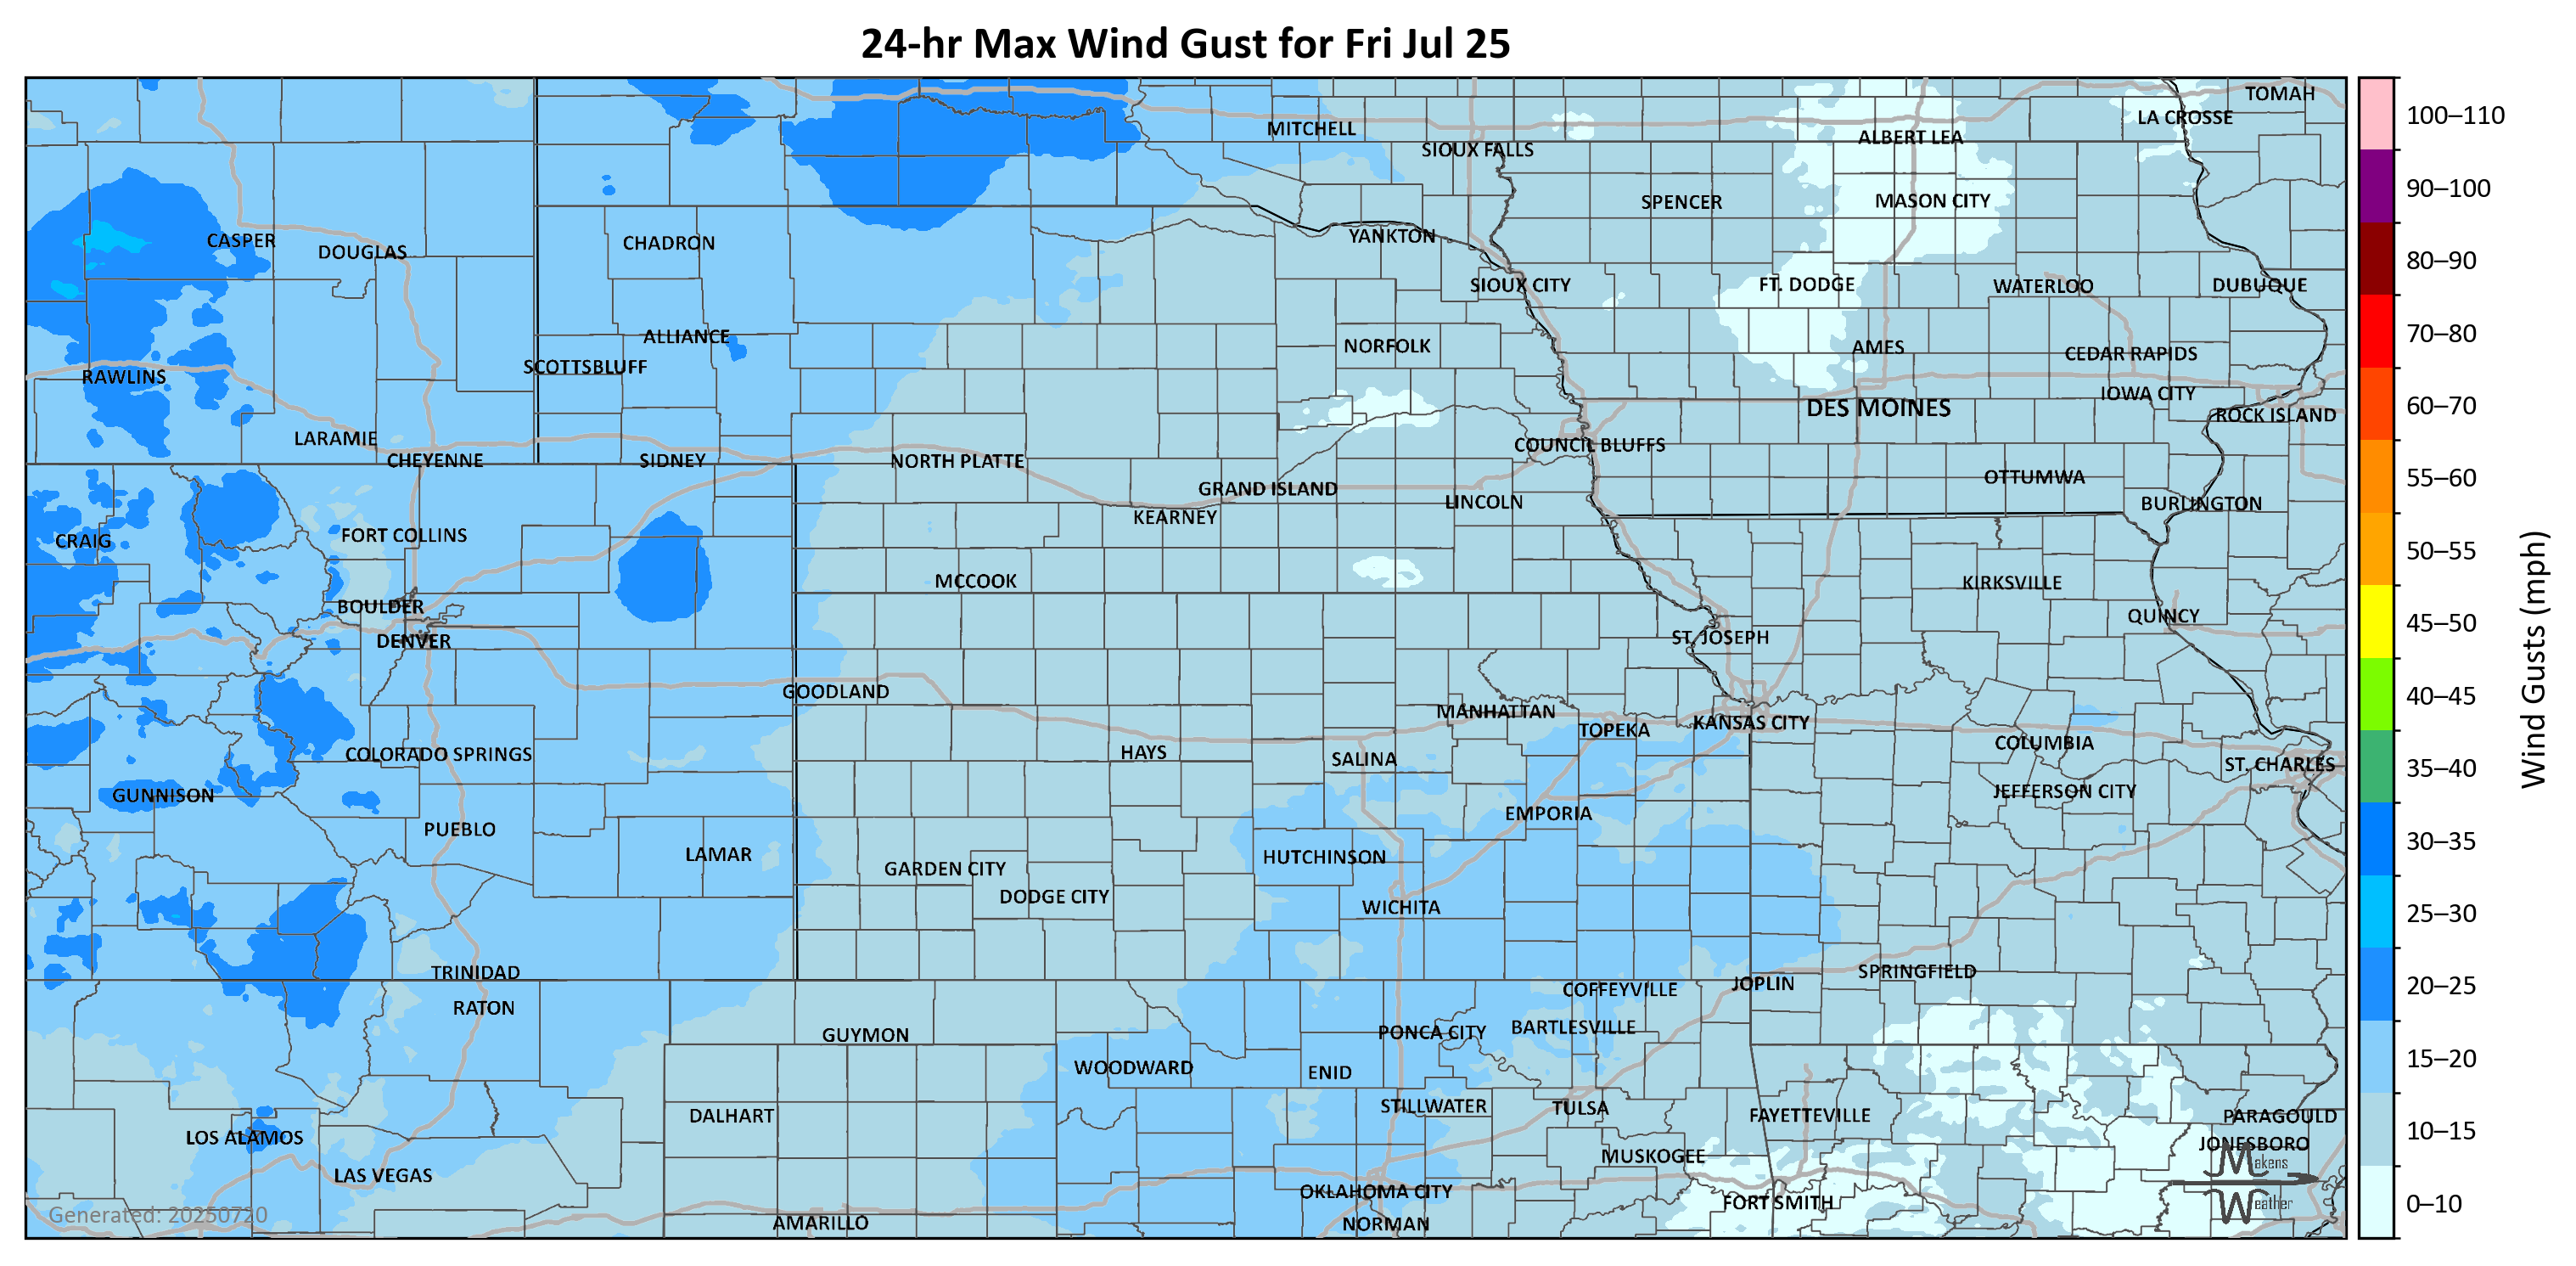 24-hr Max Wind Gust for Fri Jul 25
TOMAH
LA CROSSE
MITCHELL
ALBERT LEA
SIOUX FALLS
SPENCER
MASON CITY
CASPER
DOUGLAS
CHADRON
YANKTON
SIOUX CITY
FT. DODGE
WATERLOO
DUBUQUE
ALLIANCE
NORFOLK
AMES
CEDAR RAPIDS
SCOTTSBLUFF
RAWLINS
IOWA CITY
DES MOINES
ROCK ISLAND
LARAMIE
COUNCIL BLUFFS
CHEYENNE
SIDNEY
NORTH PLATTE
OTTUMWA
GRAND ISLAND
LINCOLN
BURLINGTON
KEARNEY
FORT COLLINS
CRAIG
MCCOOK
KIRKSVILLE
BOULDER
QUINCY
DENVER
ST. JOSEPH
GOODLAND
MANHATTAN
TOPEKA
KANSAS CITY
COLUMBIA
COLORADO SPRINGS
HAYS
SALINA
ST. CHARLES
GUNNISON
JEFFERSON CITY
EMPORIA
PUEBLO
LAMAR
HUTCHINSON
GARDEN CITY
DODGE CITY
WICHITA
TRINIDAD
SPRINGFIELD
JOPLIN
COFFEYVILLE
RATON
GUYMON
PONCA CITY
BARTLESVILLE
WOODWARD
ENID
STILLWATER
TULSA
DALHART
FAYETTEVILLE
PARAGOULD
LOS ALAMOS
JONESBORO
MUSKOGEE
LAS VEGAS
OKLAHOMA CITY
FORT SMITH
AMARILLO
NORMAN
Generated: 20250720
Makens
Weather
100–110
90–100
80–90
70–80
60–70
55–60
50–55
45–50
40–45
35–40
30–35
25–30
20–25
15–20
10–15
0–10
Wind Gusts (mph)